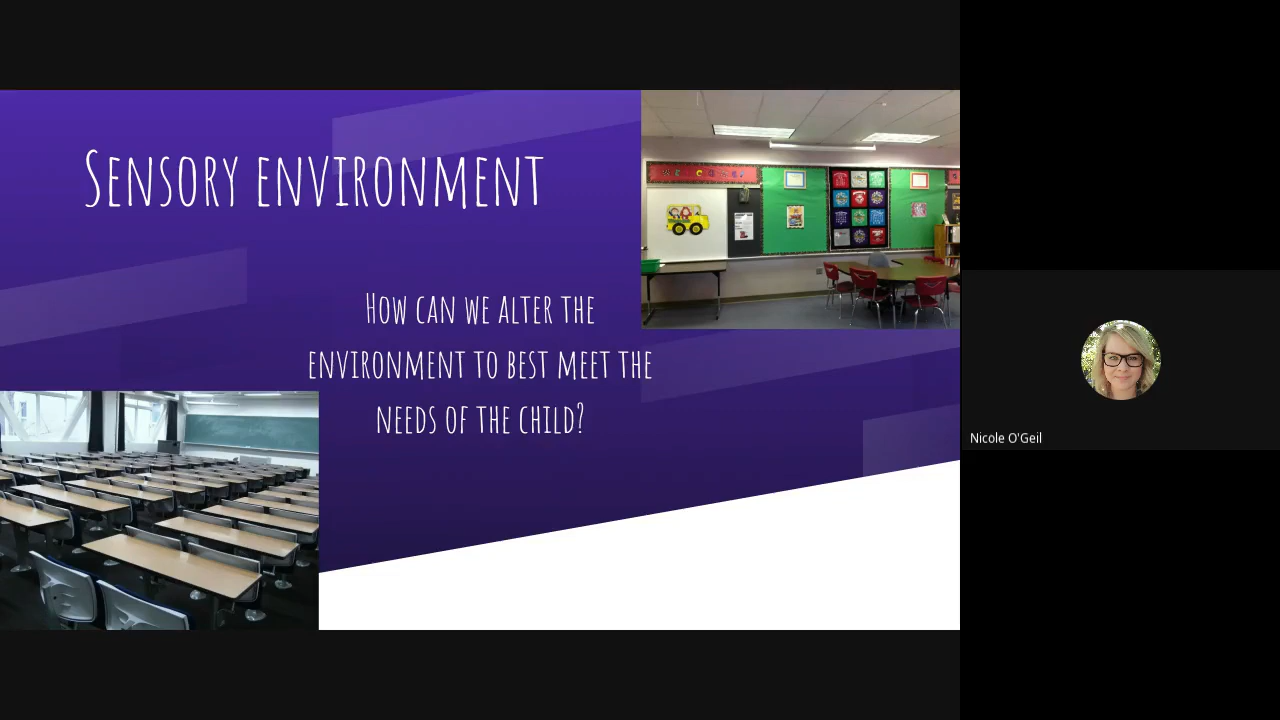 Sensory environment
How can we alter the
environment to best meet the
needs of the child?
Nicole O'Geil